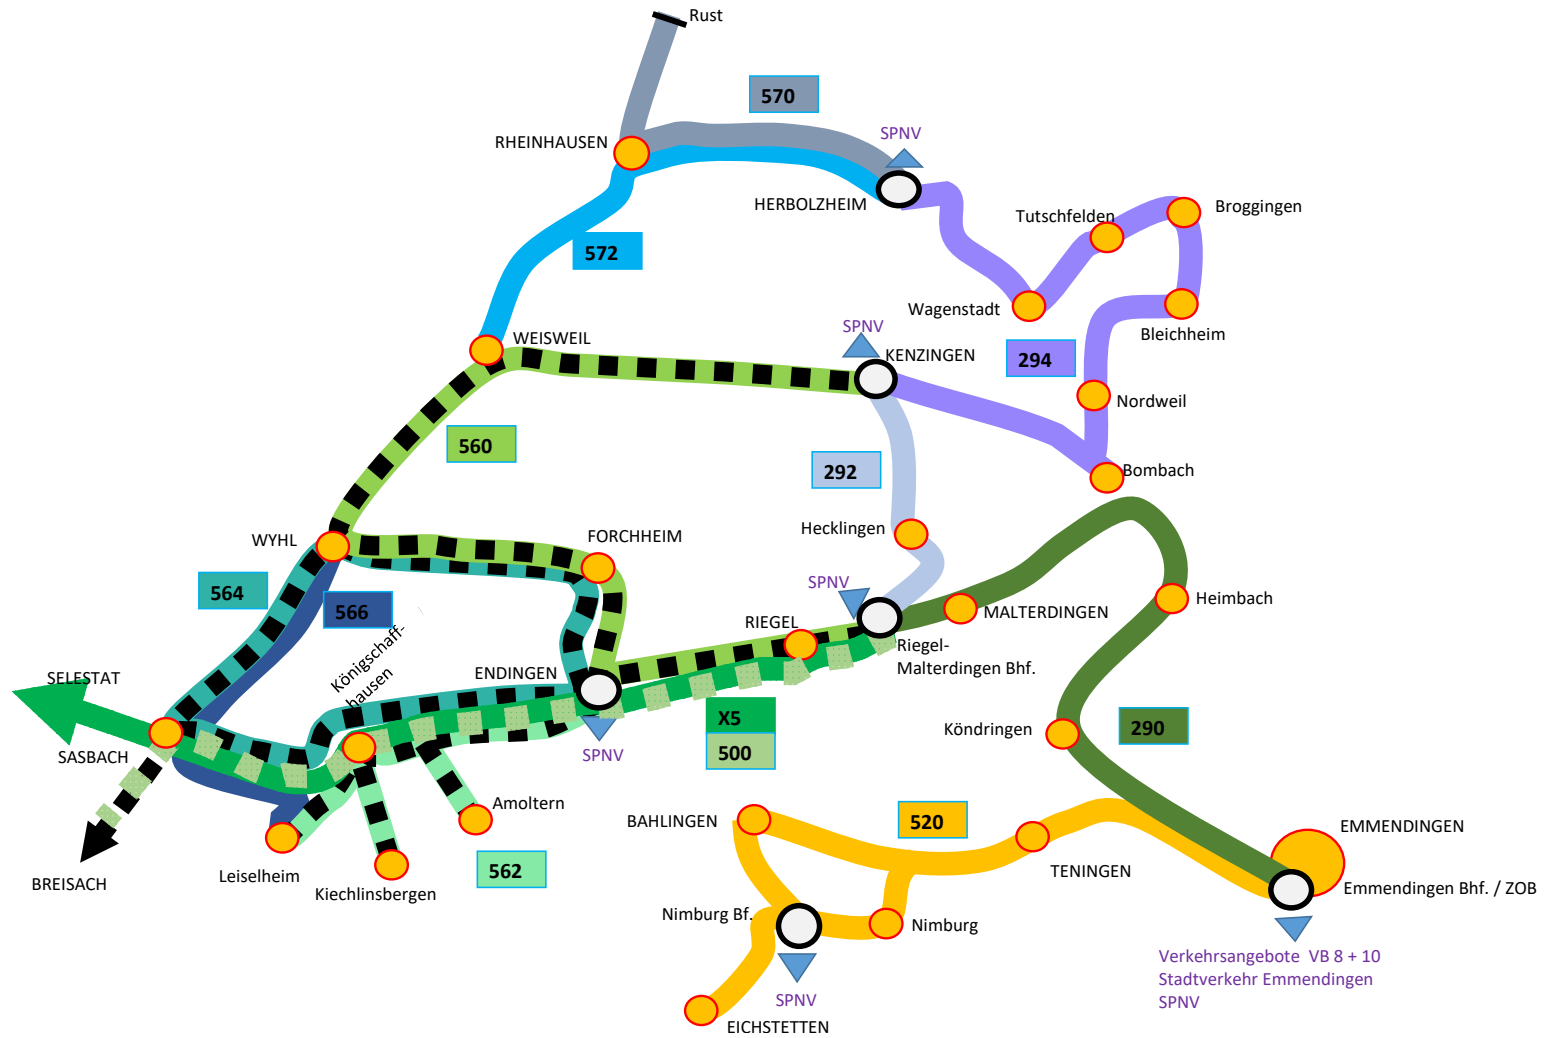 Rust
570
SPNV
RHEINHAUSEN
HERBOLZHEIM
Tutschfelden
Broggingen
572
Wagenstadt
Bleichheim
SPNV
WEISWEIL
KENZINGEN
294
Nordweil
560
292
Bombach
Hecklingen
WYHL
FORCHHEIM
SPNV
564
566
Heimbach
MALTERDINGEN
RIEGEL
Riegel-
Malterdingen Bhf.
Königschaff-
hausen
SELESTAT
ENDINGEN
X5
500
290
Köndringen
SASBACH
SPNV
Amoltern
BAHLINGEN
520
EMMENDINGEN
562
TENINGEN
Leiselheim
Kiechlinsbergen
BREISACH
Emmendingen Bhf. / ZOB
Nimburg Bf.
Nimburg
Verkehrsangebote VB 8 + 10
Stadtverkehr Emmendingen
SPNV
SPNV
EICHSTETTEN